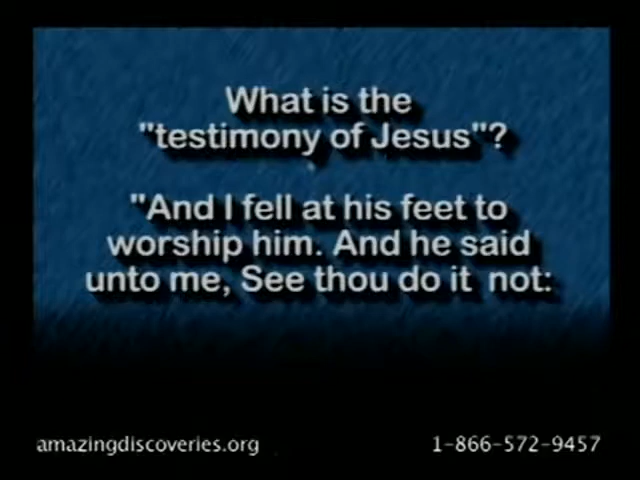 What is the
"testimony of Jesus"?
"And I fell at his feet to
worship him. And he said
unto me, See thou do it not:
amazingdiscoveries.org 1-866-572-9457